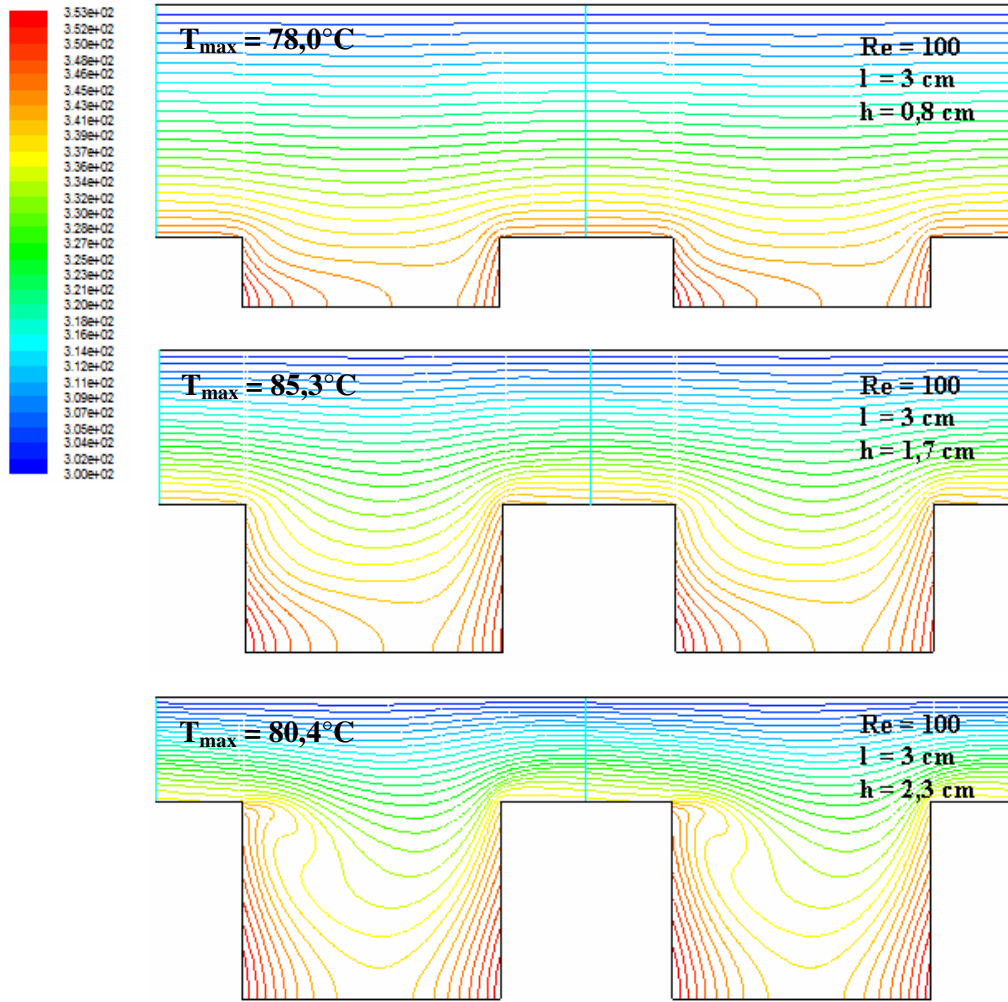 3.53e+02
3.52e+02
3.50e+02
3.48e+02
3.46e+02
3.45e+02
3.43e+02
3.41e+02
3.39e+02
3.37e+02
3.36e+02
3.34e+02
3.32e+02
3.30e+02
3.28e+02
3.27e+02
3.25e+02
3.23e+02
3.21e+02
3.20e+02
3.18e+02
3.16e+02
3.14e+02
3.12e+02
3.11e+02
3.09e+02
3.07e+02
3.05e+02
3.04e+02
3.02e+02
3.00e+02
Tmax = 78,0°C
Re = 100
l = 3 cm
h = 0,8 cm
Tmax = 85,3°C
Re = 100
l = 3 cm
h = 1,7 cm
Tmax = 80,4°C
Re = 100
l = 3 cm
h = 2,3 cm